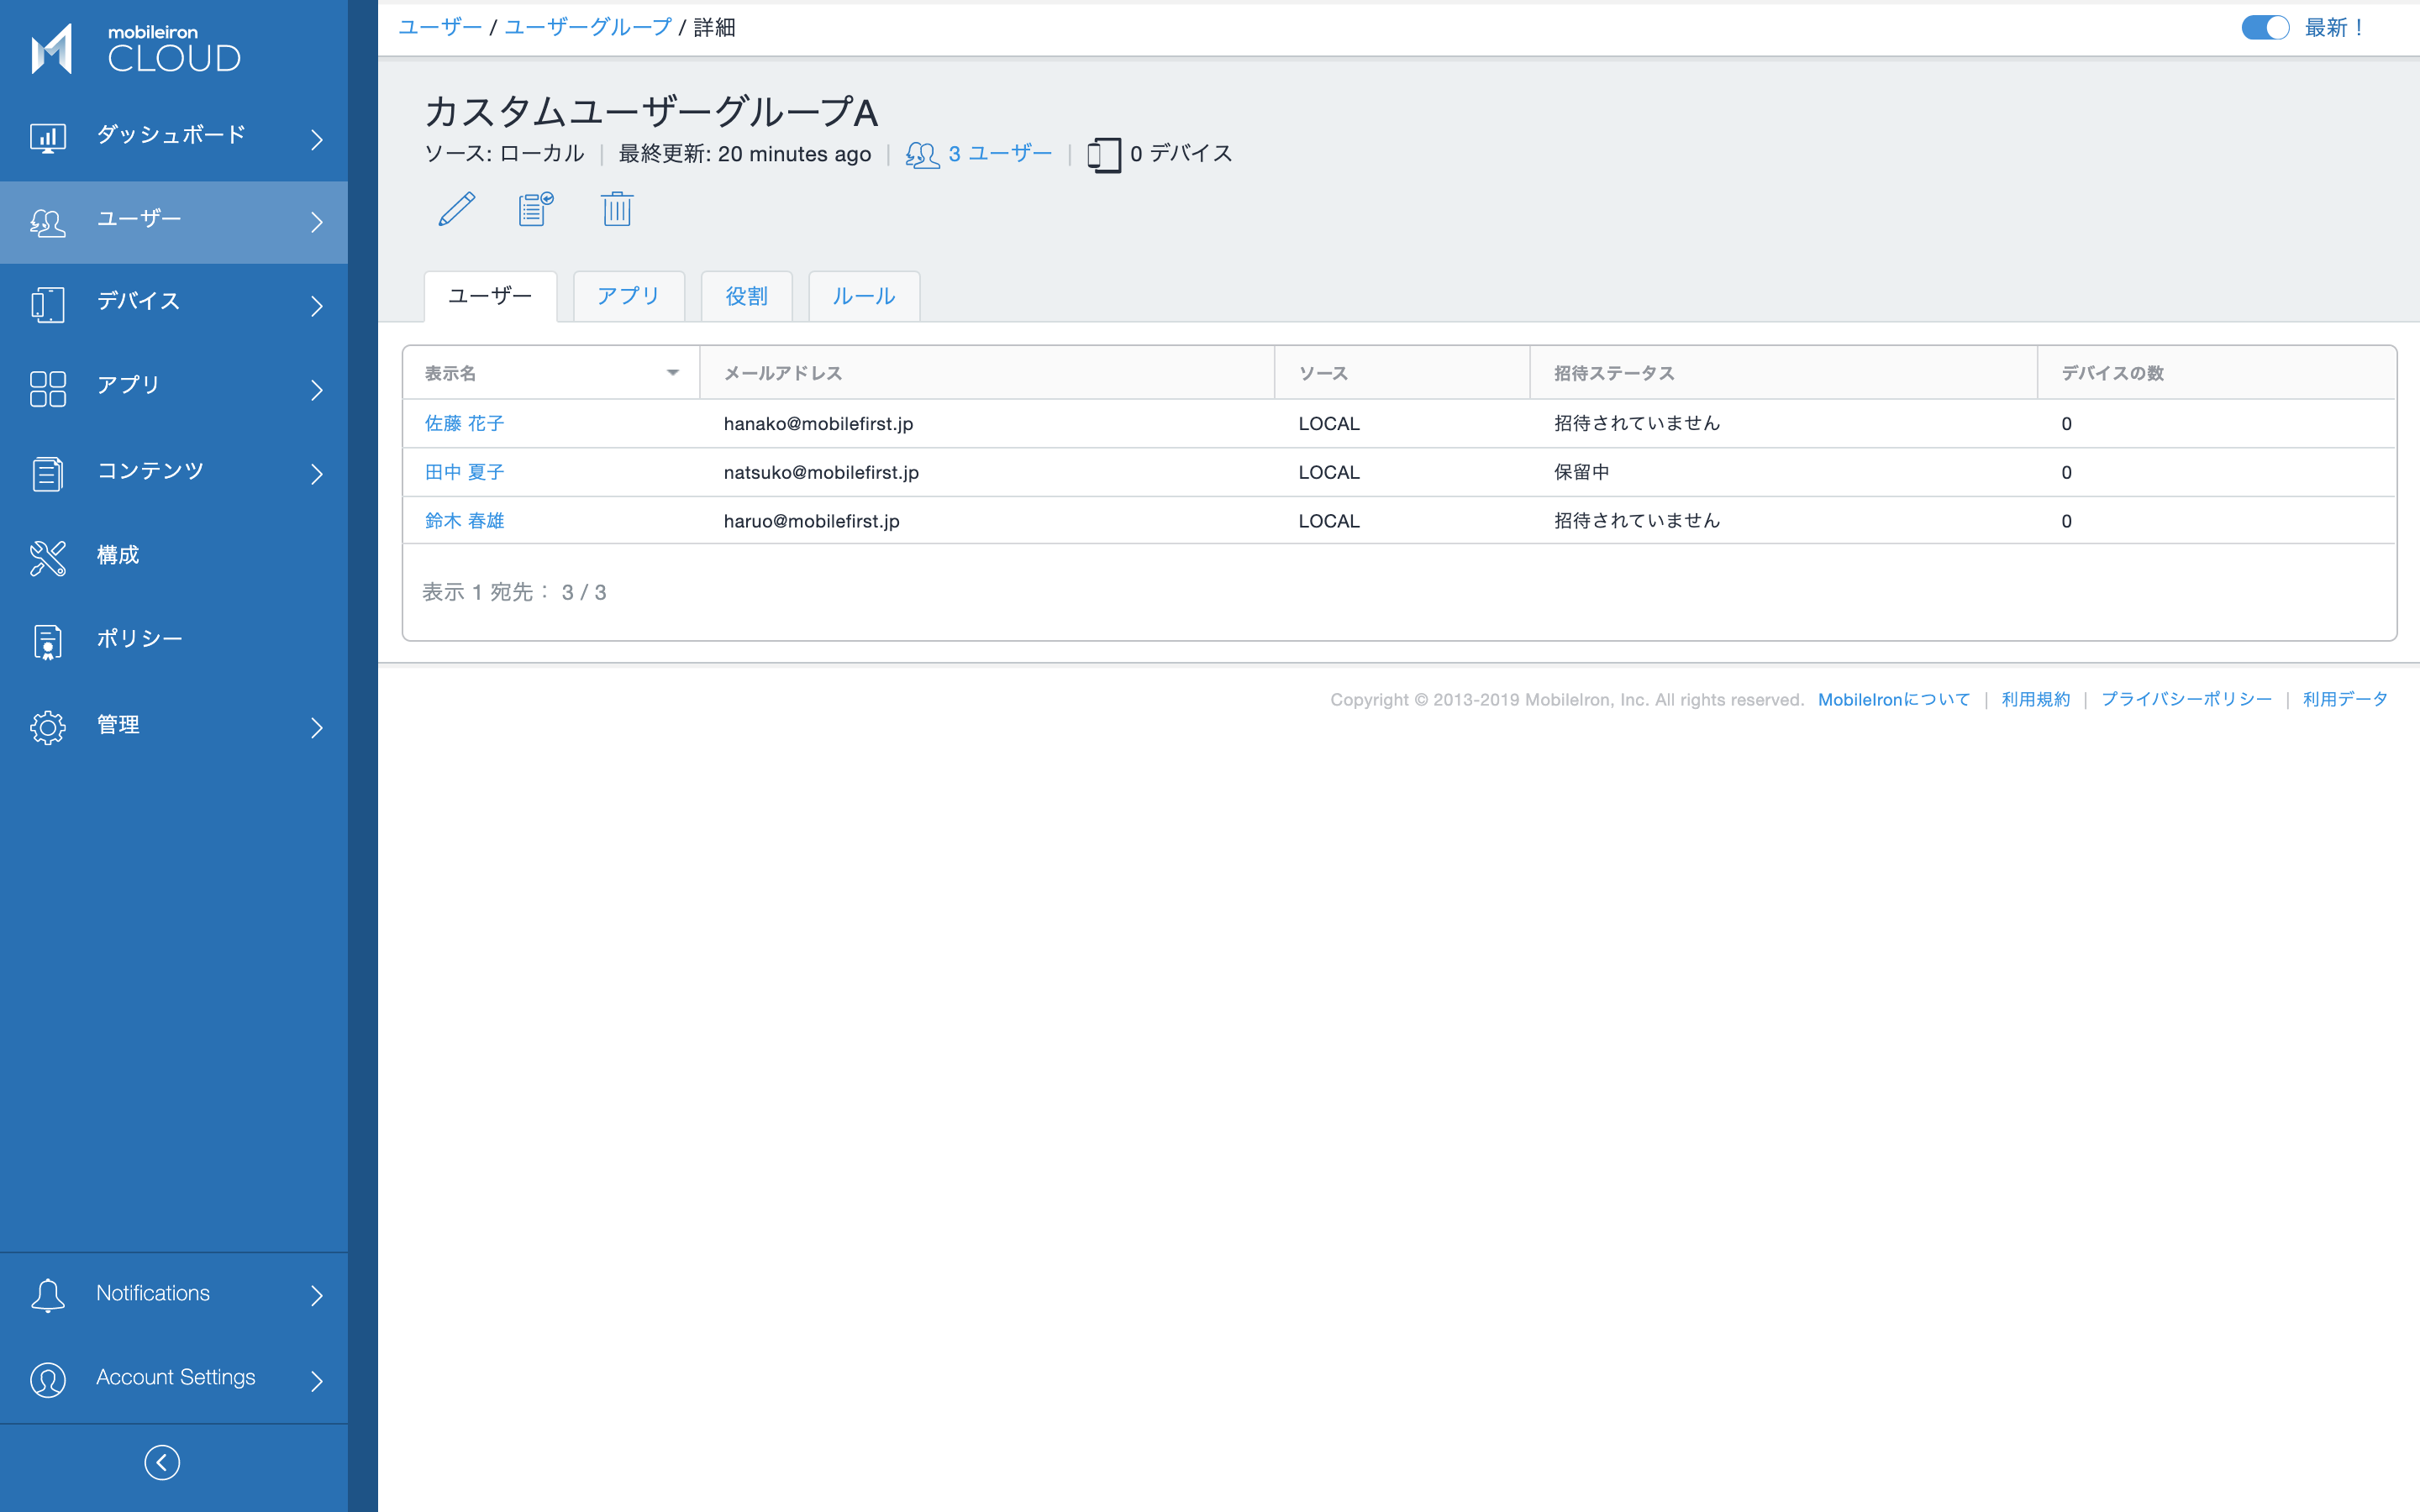 mobileiron
CLOUD
ダッシュボード
ユーザー
デバイス
アプリ
コンテンツ
構成
ポリシー
管理
Notifications
Account Settings
ユーザー / ユーザーグループ / 詳細
最新！
カスタムユーザーグループA
ソース: ローカル | 最終更新: 20 minutes ago | 3 ユーザー | 0 デバイス
ユーザー アプリ 役割 ルール
表示名 メールアドレス ソース 招待ステータス デバイスの数
佐藤 花子 hanako@mobilefirst.jp LOCAL 招待されていません 0
田中 夏子 natsuko@mobilefirst.jp LOCAL 保留中 0
鈴木 春雄 haruo@mobilefirst.jp LOCAL 招待されていません 0
表示 1 宛先： 3 / 3
Copyright © 2013-2019 MobileIron, Inc. All rights reserved. MobileIronについて | 利用規約 | プライバシーポリシー | 利用データ